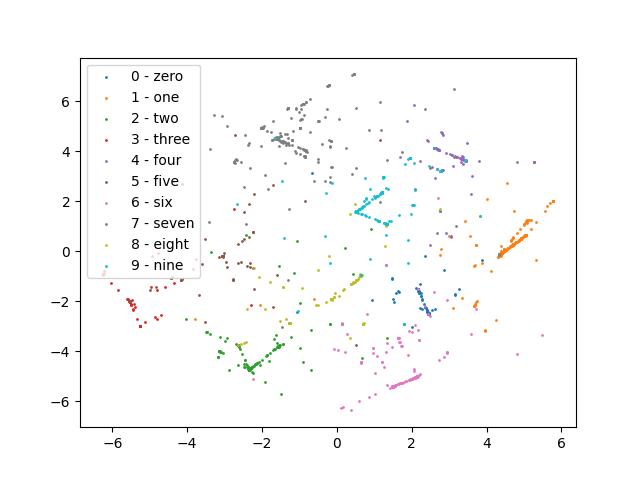 0 - zero
1 - one
2 - two
3 - three
4 - four
5 - five
6 - six
7 - seven
8 - eight
9 - nine
6
4
2
0
−2
−4
−6
−6 −4 −2 0 2 4 6